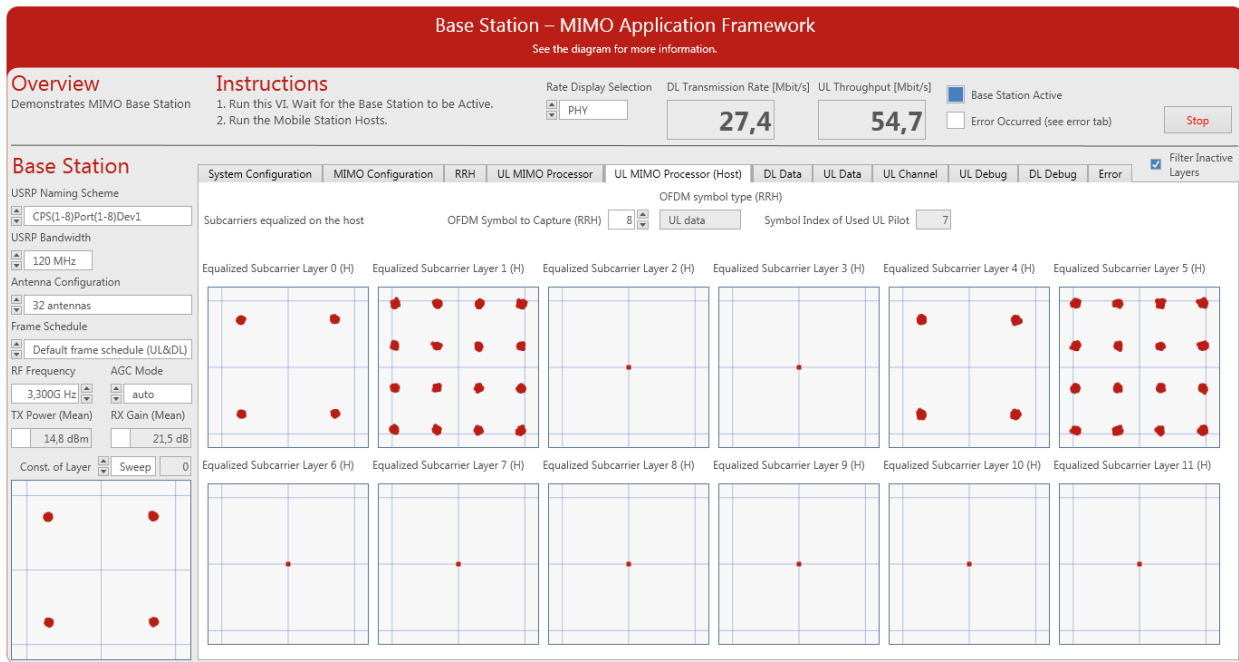 Base Station – MIMO Application Framework
See the diagram for more information.
Overview
Demonstrates MIMO Base Station
Instructions
1. Run this VI. Wait for the Base Station to be Active.
2. Run the Mobile Station Hosts.
Rate Display Selection
PHY
DL Transmission Rate [Mbit/s]
27,4
UL Throughput [Mbit/s]
54,7
Base Station Active
Error Occurred (see error tab)
Stop
Base Station
USRP Naming Scheme
CPS(1-8)Port(1-8)Dev1
USRP Bandwidth
120 MHz
Antenna Configuration
32 antennas
Frame Schedule
Default frame schedule (UL&DL)
RF Frequency
3,300G Hz
AGC Mode
auto
TX Power (Mean)
14,8 dBm
RX Gain (Mean)
21,5 dB
Const. of Layer
Sweep
0
System Configuration
MIMO Configuration
RRH
UL MIMO Processor
UL MIMO Processor (Host)
DL Data
UL Data
UL Channel
UL Debug
DL Debug
Error
Filter Inactive
Layers
Subcarriers equalized on the host
OFDM Symbol to Capture (RRH)
8
OFDM symbol type (RRH)
UL data
Symbol Index of Used UL Pilot
7
Equalized Subcarrier Layer 0 (H)
Equalized Subcarrier Layer 1 (H)
Equalized Subcarrier Layer 2 (H)
Equalized Subcarrier Layer 3 (H)
Equalized Subcarrier Layer 4 (H)
Equalized Subcarrier Layer 5 (H)
Equalized Subcarrier Layer 6 (H)
Equalized Subcarrier Layer 7 (H)
Equalized Subcarrier Layer 8 (H)
Equalized Subcarrier Layer 9 (H)
Equalized Subcarrier Layer 10 (H)
Equalized Subcarrier Layer 11 (H)